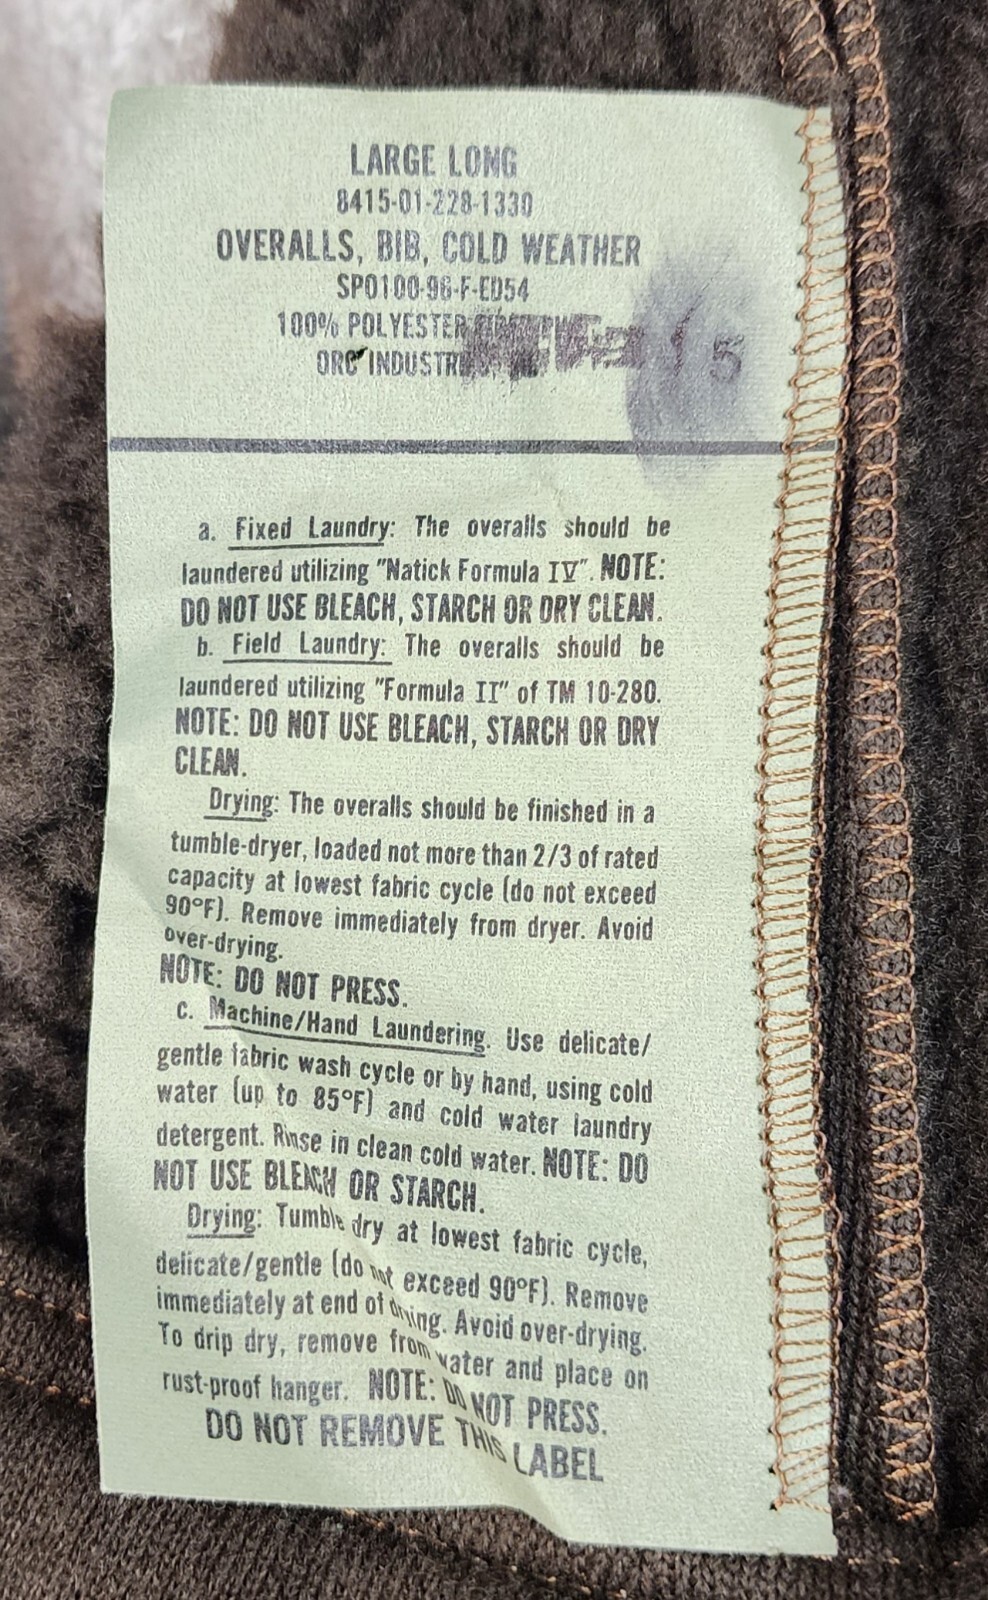 LARGE LONG
8415-01-228-1330
OVERALLS, BIB, COLD WEATHER
SPO100-96-F-ED54
100% POLYESTER
ORC INDUSTR
5
a. Fixed Laundry: The overalls should be
laundered utilizing "Natick Formula IV". NOTE:
DO NOT USE BLEACH, STARCH OR DRY CLEAN.
b. Field Laundry: The overalls should be
laundered utilizing "Formula II" of TM 10-280.
NOTE: DO NOT USE BLEACH, STARCH OR DRY
CLEAN.
Drying: The overalls should be finished in a
tumble-dryer, loaded not more than 2/3 of rated
capacity at lowest fabric cycle (do not exceed
90°F). Remove immediately from dryer. Avoid
over-drying.
NOTE: DO NOT PRESS.
c. Machine/Hand Laundering. Use delicate/
gentle fabric wash cycle or by hand, using cold
water (up to 85°F) and cold water laundry
detergent. Rinse in clean cold water. NOTE: DO
NOT USE BLEACH OR STARCH.
Drying: Tumble dry at lowest fabric cycle,
delicate/gentle (do not exceed 90°F). Remove
immediately at end of drying. Avoid over-drying.
To drip dry, remove from water and place on
rust-proof hanger. NOTE: DO NOT PRESS.
DO NOT REMOVE THIS LABEL